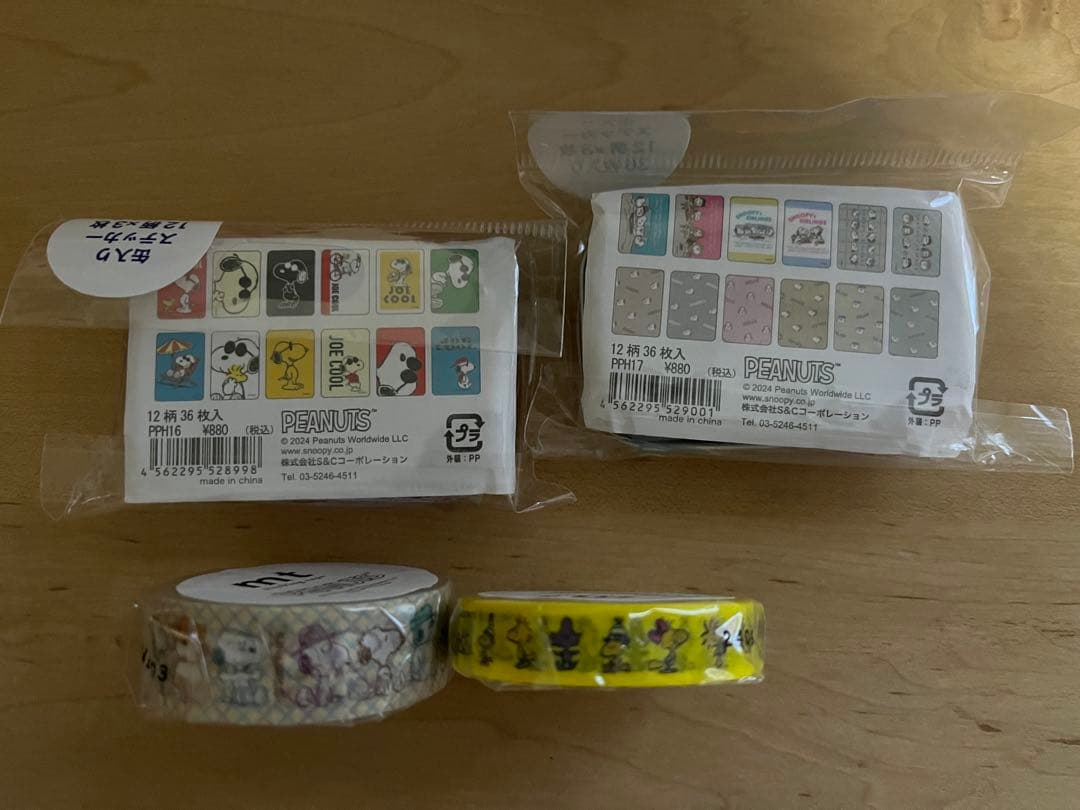 缶入り
ステッカー
12柄×3枚
JOE
COOL
JOE
COOL
12柄36枚入
PPH16 ¥880 (税込)
4 562295 528998
made in china
PEANUTS™
© 2024 Peanuts Worldwide LLC
www.snoopy.co.jp
株式会社S&Cコーポレーション
Tel. 03-5246-4511
プラ
外装:PP
12柄36枚入
PPH17 ¥880 (税込)
4 562295 529001
made in china
PEANUTS™
© 2024 Peanuts Worldwide LLC
www.snoopy.co.jp
株式会社S&Cコーポレーション
Tel. 03-5246-4511
プラ
外装:PP
mt